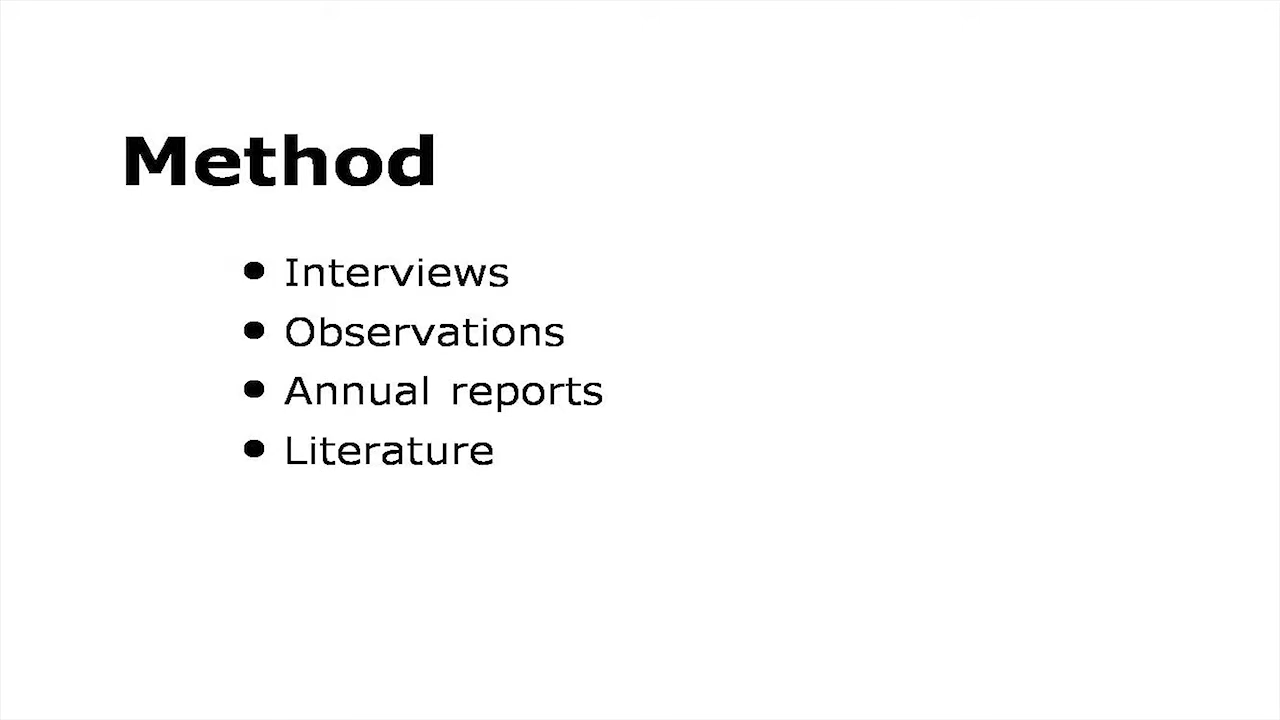 Method
• Interviews
• Observations
• Annual reports
• Literature